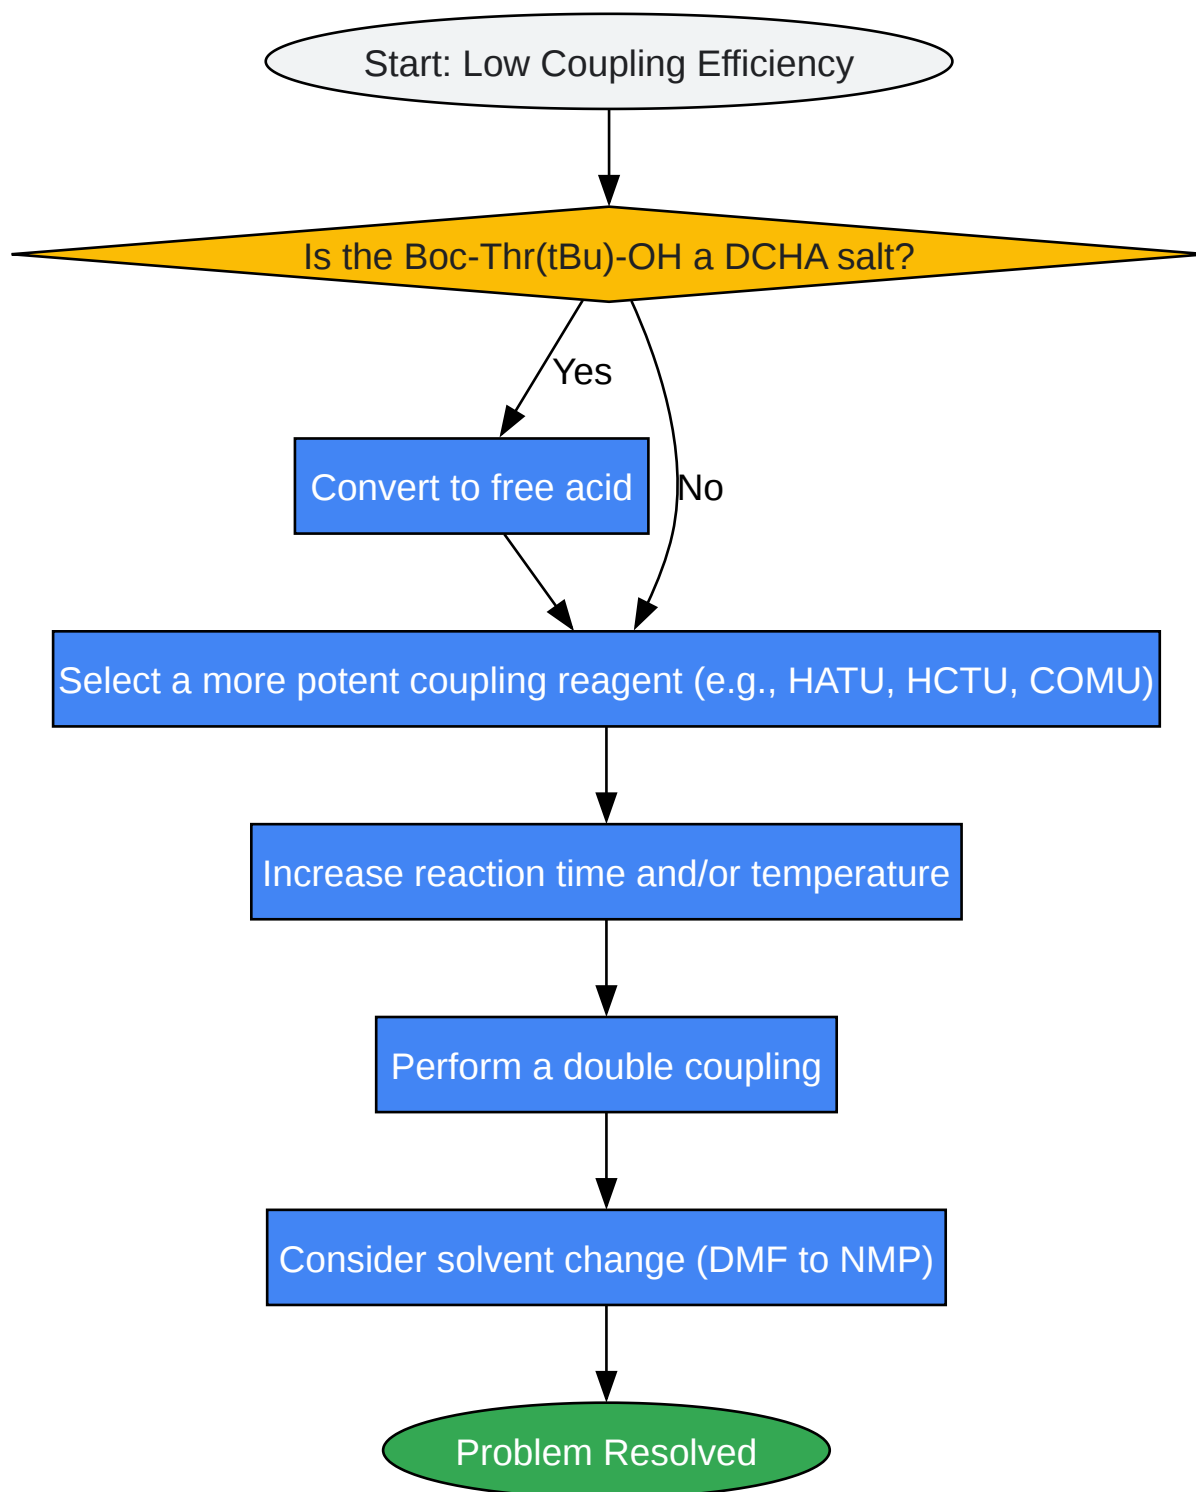 Start: Low Coupling Efficiency
Is the Boc-Thr(tBu)-OH a DCHA salt?
Yes
Convert to free acid
No
Select a more potent coupling reagent (e.g., HATU, HCTU, COMU)
Increase reaction time and/or temperature
Perform a double coupling
Consider solvent change (DMF to NMP)
Problem Resolved